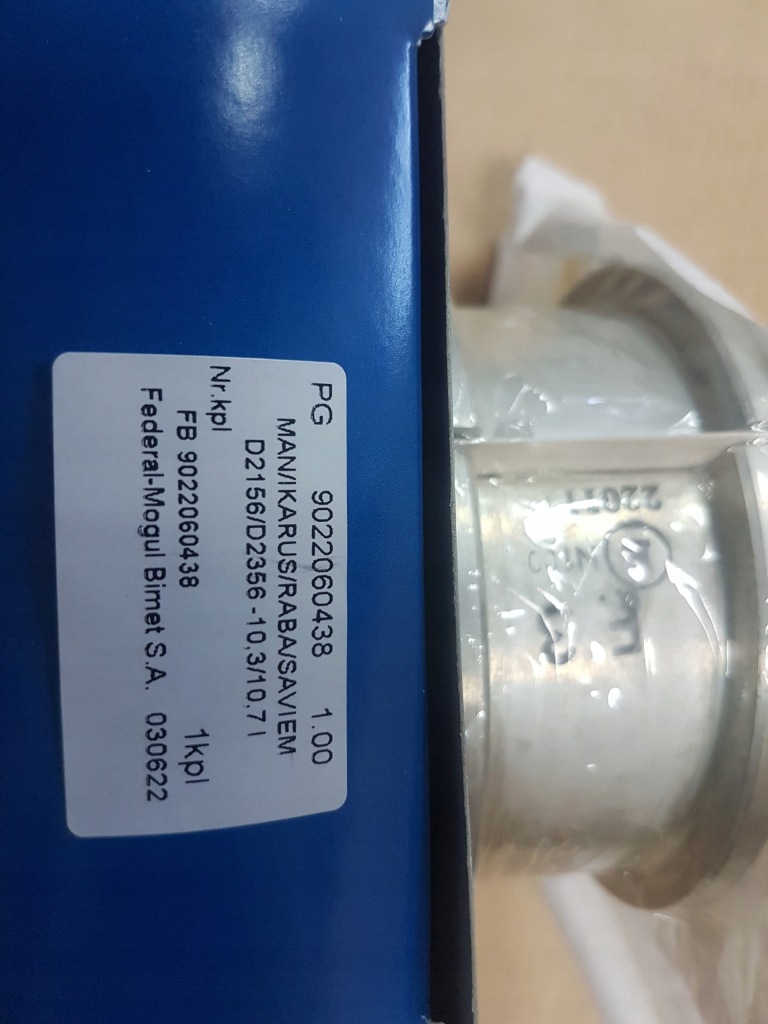 PG 9022060438 1.00
MAN/IKARUS/RABA/SAVIEM
D2156/D2356 -10,3/10,7 l
Nr.kpl
FB 9022060438 1kpl
Federal-Mogul Bimet S.A. 030622